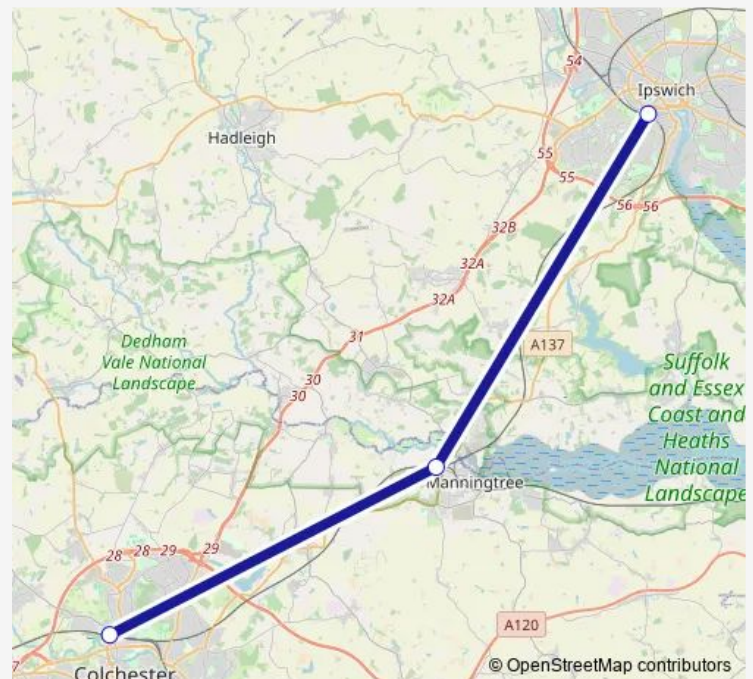 54
Ipswich
Hadleigh
55
55
56
56
32B
32A
32A
31
A137
Dedham
Vale National
Landscape
30
30
Suffolk
and Essex
Coast and
Heaths
National
Landscape
Manningtree
28
28
29
29
A120
7
Colchester
© OpenStreetMap contributors